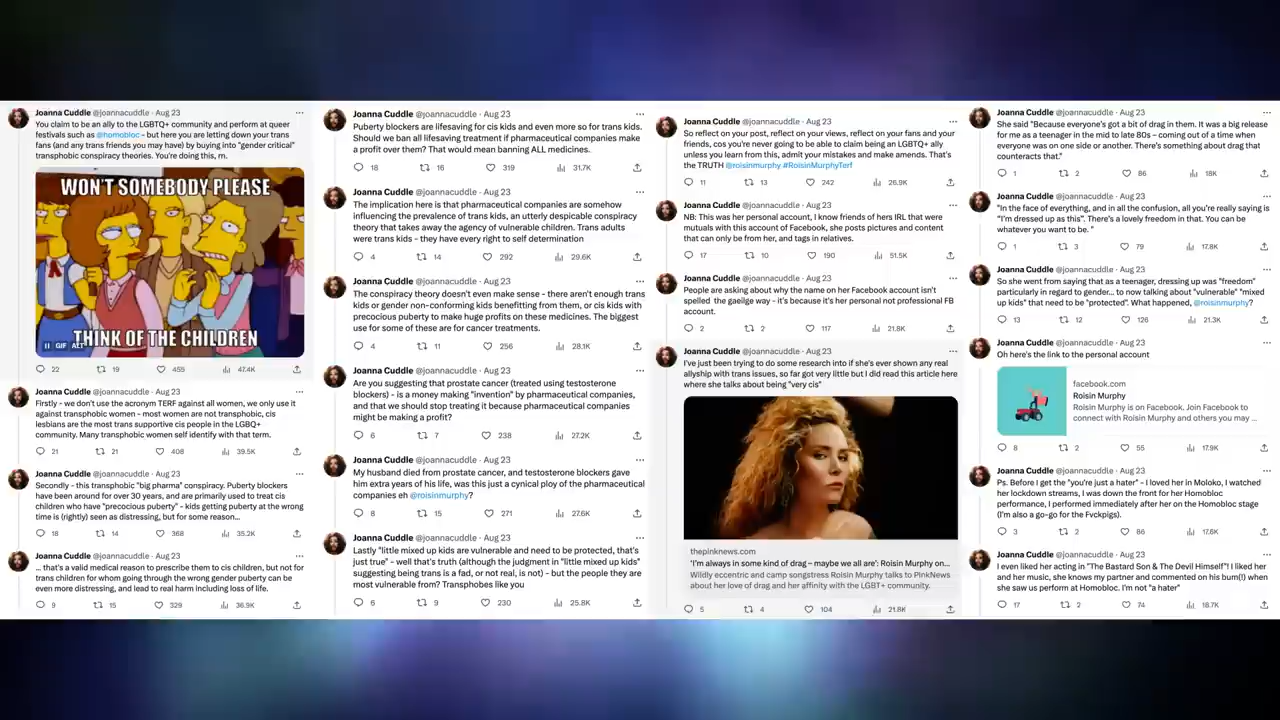 Joanna Cuddle @joannacuddle · Aug 23
You claim to be an ally to the LGBTQ+ community and perform at queer
festivals such as @homobloc - but here you are letting down your trans
fans (and any trans friends you may have) by buying into "gender critical"
transphobic conspiracy theories. You're doing this, rn.
WON'T SOMEBODY PLEASE
THINK OF THE CHILDREN
GIF ALT
22 19 455 47.4K
Joanna Cuddle @joannacuddle · Aug 23
Firstly - we don't use the acronym TERF against all women, we only use it
against transphobic women - most women are not transphobic, cis
lesbians are the most trans supportive cis people in the LGBQ+
community. Many transphobic women self identify with that term.
21 21 408 39.5K
Joanna Cuddle @joannacuddle · Aug 23
Secondly - this transphobic "big pharma" conspiracy. Puberty blockers
have been around for over 30 years, and are primarily used to treat cis
children who have "precocious puberty" - kids getting puberty at the wrong
time is (rightly) seen as distressing, but for some reason...
18 14 368 35.2K
Joanna Cuddle @joannacuddle · Aug 23
... that's a valid medical reason to prescribe them to cis children, but not for
trans children for whom going through the wrong gender puberty can be
even more distressing, and lead to real harm including loss of life.
9 15 329 36.9K
Joanna Cuddle @joannacuddle · Aug 23
Puberty blockers are lifesaving for cis kids and even more so for trans kids.
Should we ban all lifesaving treatment if pharmaceutical companies make
a profit over them? That would mean banning ALL medicines.
18 16 319 31.7K
Joanna Cuddle @joannacuddle · Aug 23
The implication here is that pharmaceutical companies are somehow
influencing the prevalence of trans kids, an utterly despicable conspiracy
theory that takes away the agency of vulnerable children. Trans adults
were trans kids - they have every right to self determination
4 14 292 29.6K
Joanna Cuddle @joannacuddle · Aug 23
The conspiracy theory doesn't even make sense - there aren't enough trans
kids or gender non-conforming kids benefitting from them, or cis kids with
precocious puberty to make huge profits on these medicines. The biggest
use for some of these are for cancer treatments.
4 11 256 28.1K
Joanna Cuddle @joannacuddle · Aug 23
Are you suggesting that prostate cancer (treated using testosterone
blockers) - is a money making "invention" by pharmaceutical companies,
and that we should stop treating it because pharmaceutical companies
might be making a profit?
6 7 238 27.2K
Joanna Cuddle @joannacuddle · Aug 23
My husband died from prostate cancer, and testosterone blockers gave
him extra years of his life, was this just a cynical ploy of the pharmaceutical
companies eh @roisinmurphy?
8 15 271 27.6K
Joanna Cuddle @joannacuddle · Aug 23
Lastly "little mixed up kids are vulnerable and need to be protected, that's
just true" - well that's truth (although the judgment in "little mixed up kids"
suggesting being trans is a fad, or not real, is not) - but the people they are
most vulnerable from? Transphobes like you
6 9 230 25.8K
Joanna Cuddle @joannacuddle · Aug 23
So reflect on your post, reflect on your views, reflect on your fans and your
friends, cos you're never going to be able to claim being an LGBTQ+ ally
unless you learn from this, admit your mistakes and make amends. That's
the TRUTH @roisinmurphy #RoisinMurphyTerf
11 13 242 26.9K
Joanna Cuddle @joannacuddle · Aug 23
NB: This was her personal account, I know friends of hers IRL that were
mutuals with this account of Facebook, she posts pictures and content
that can only be from her, and tags in relatives.
17 10 190 51.5K
Joanna Cuddle @joannacuddle · Aug 23
People are asking about why the name on her Facebook account isn't
spelled the gaeilge way - it's because it's her personal not professional FB
account.
2 2 117 21.8K
Joanna Cuddle @joannacuddle · Aug 23
I've just been trying to do some research into if she's ever shown any real
allyship with trans issues, so far got very little but I did read this article here
where she talks about being "very cis"
thepinknews.com
'I'm always in some kind of drag – maybe we all are': Roisin Murphy on...
Wildly eccentric and camp songstress Roisin Murphy talks to PinkNews
about her love of drag and her affinity with the LGBT+ community.
5 4 104 21.8K
Joanna Cuddle @joannacuddle · Aug 23
She said "Because everyone's got a bit of drag in them. It was a big release
for me as a teenager in the mid to late 80s – coming out of a time when
everyone was on one side or another. There's something about drag that
counteracts that."
1 2 86 18K
Joanna Cuddle @joannacuddle · Aug 23
"In the face of everything, and in all the confusion, all you're really saying is
"I'm dressed up as this". There's a lovely freedom in that. You can be
whatever you want to be. "
1 3 79 17.8K
Joanna Cuddle @joannacuddle · Aug 23
So she went from saying that as a teenager, dressing up was "freedom"
particularly in regard to gender... to now talking about "vulnerable" "mixed
up kids" that need to be "protected". What happened, @roisinmurphy?
13 12 126 21.3K
Joanna Cuddle @joannacuddle · Aug 23
Oh here's the link to the personal account
facebook.com
Roisin Murphy
Roisin Murphy is on Facebook. Join Facebook to
connect with Roisin Murphy and others you may ...
8 2 55 17.9K
Joanna Cuddle @joannacuddle · Aug 23
Ps. Before I get the "you're just a hater" - I loved her in Moloko, I watched
her lockdown streams, I was down the front for her Homobloc
performance, I performed immediately after her on the Homobloc stage
(I'm also a go-go for the Fvckpigs).
3 2 86 17.6K
Joanna Cuddle @joannacuddle · Aug 23
I even liked her acting in "The Bastard Son & The Devil Himself"! I liked her
and her music, she knows my partner and commented on his bum(!) when
she saw us perform at Homobloc. I'm not "a hater"
17 2 74 18.7K